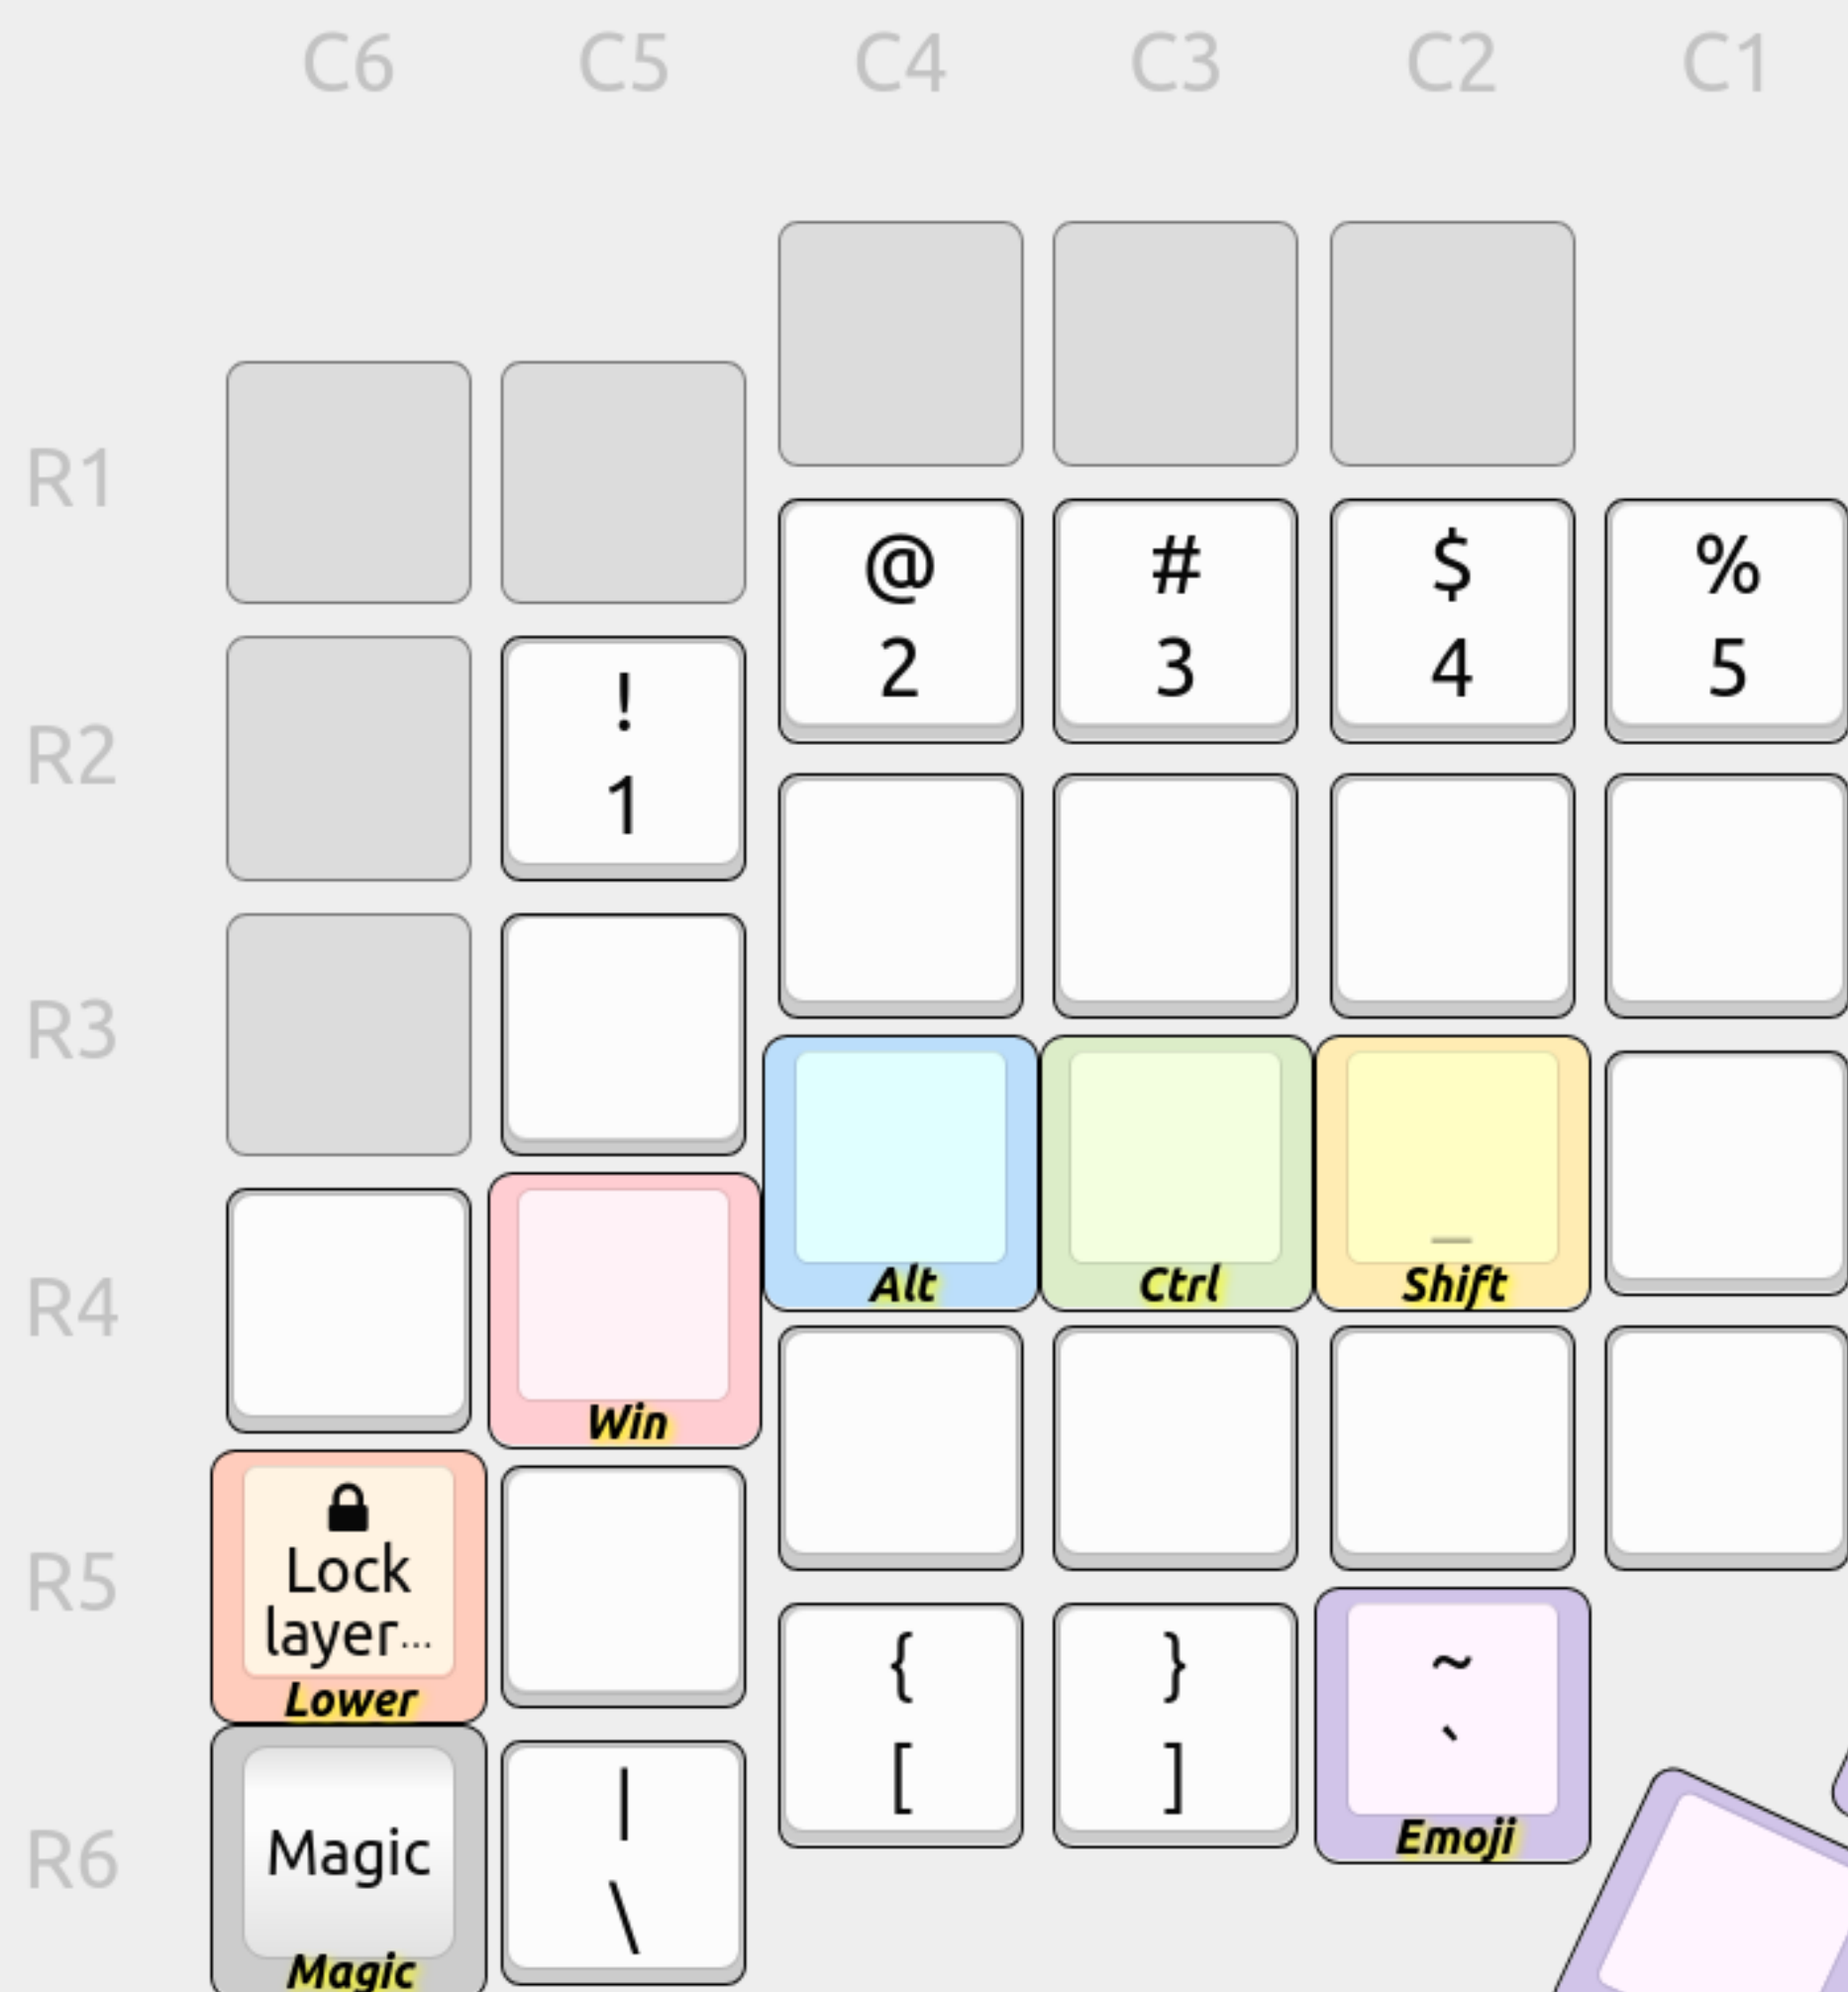 C6 C5 C4 C3 C2 C1
R1
@ # $ %
2 3 4 5
!
R2
1
R3
Alt Ctrl Shift
_
R4
Win
Lock
R5
layer...
Lower
{ } ~
[ ] `
Emoji
|
R6
Magic
\
Magic